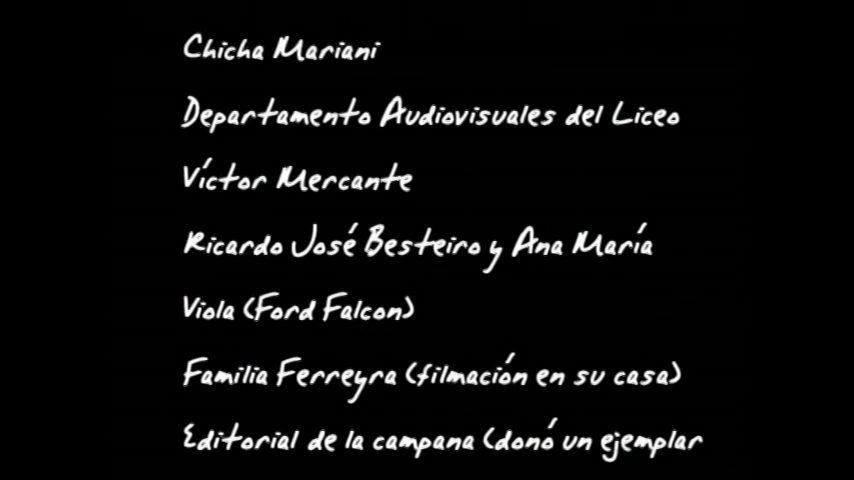 Chicha Mariani
Departamento Audiovisuales del Liceo
Víctor Mercante
Ricardo José Besteiro y Ana María
Viola (Ford Falcon)
Familia Ferreyra (filmación en su casa)
Editorial de la campana (donó un ejemplar